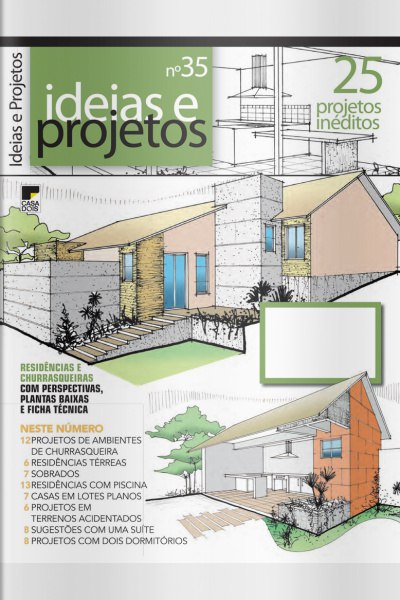 Ideias e Projetos
nº35
ideias e
projetos
25
projetos
inéditos
CASA
DOIS
RESIDÊNCIAS E
CHURRASQUEIRAS
COM PERSPECTIVAS,
PLANTAS BAIXAS
E FICHA TÉCNICA
NESTE NÚMERO
12 PROJETOS DE AMBIENTES
DE CHURRASQUEIRA
6 RESIDÊNCIAS TÉRREAS
7 SOBRADOS
13 RESIDÊNCIAS COM PISCINA
7 CASAS EM LOTES PLANOS
6 PROJETOS EM
TERRENOS ACIDENTADOS
8 SUGESTÕES COM UMA SUÍTE
8 PROJETOS COM DOIS DORMITÓRIOS